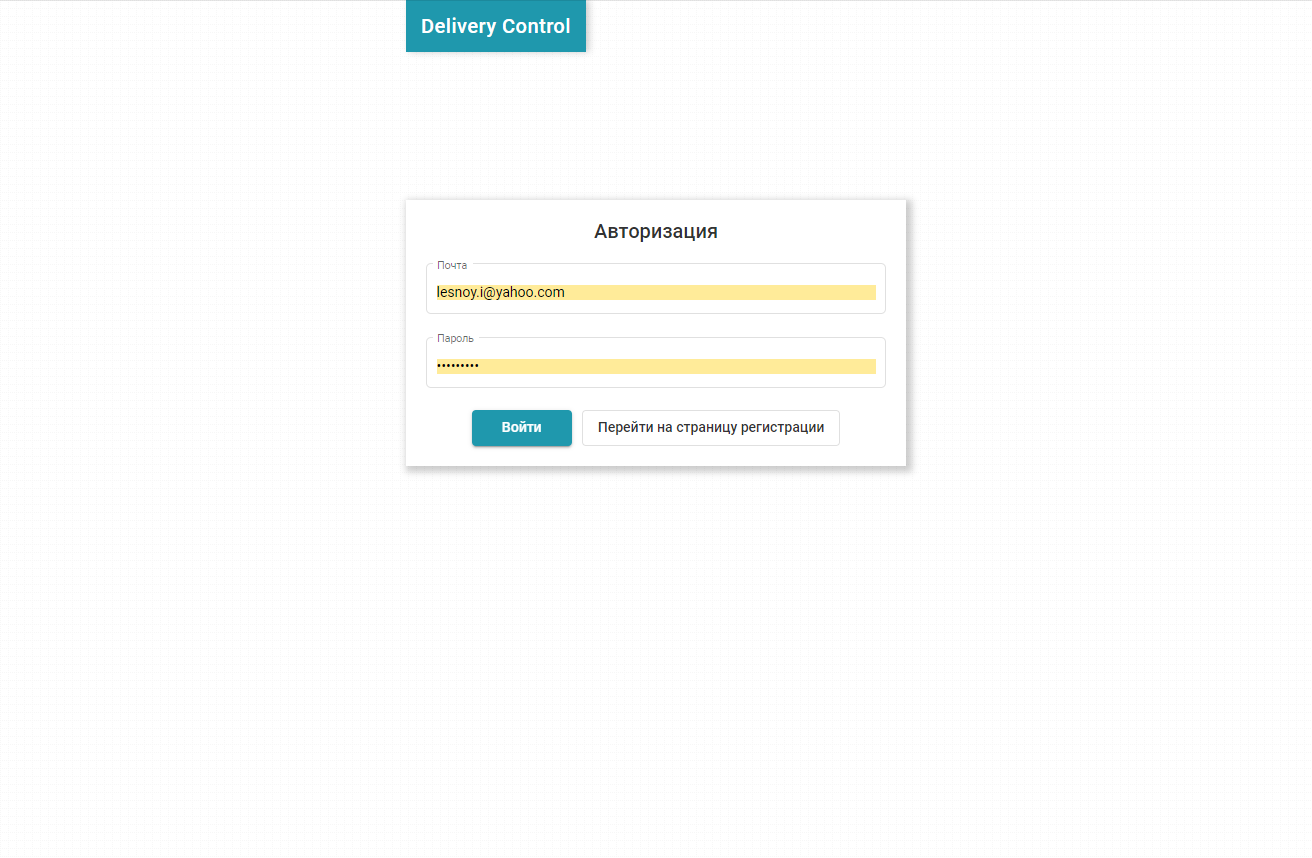 Delivery Control
Авторизация
Почта
lesnoy.i@yahoo.com
Пароль
•••••••••
Войти
Перейти на страницу регистрации